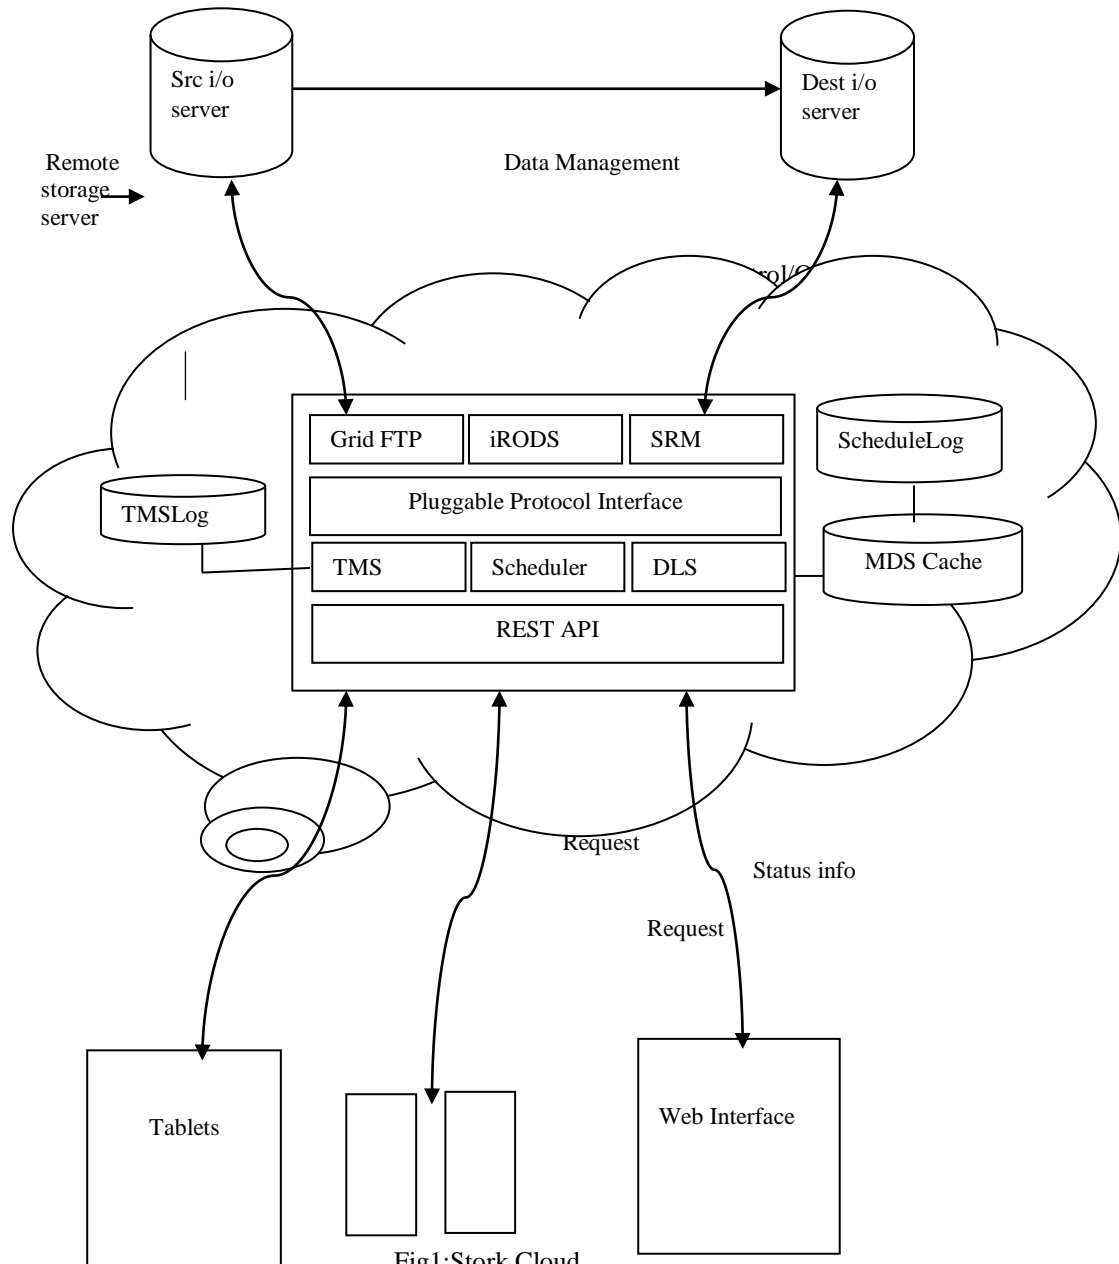 Src i/o
server
Dest i/o
server
Remote
storage
server
Data Management
Grid FTP
iRODS
SRM
ScheduleLog
Pluggable Protocol Interface
TMSLog
TMS
Scheduler
DLS
MDS Cache
REST API
Request
Status info
Request
Tablets
Web Interface
Fig1:Stork Cloud